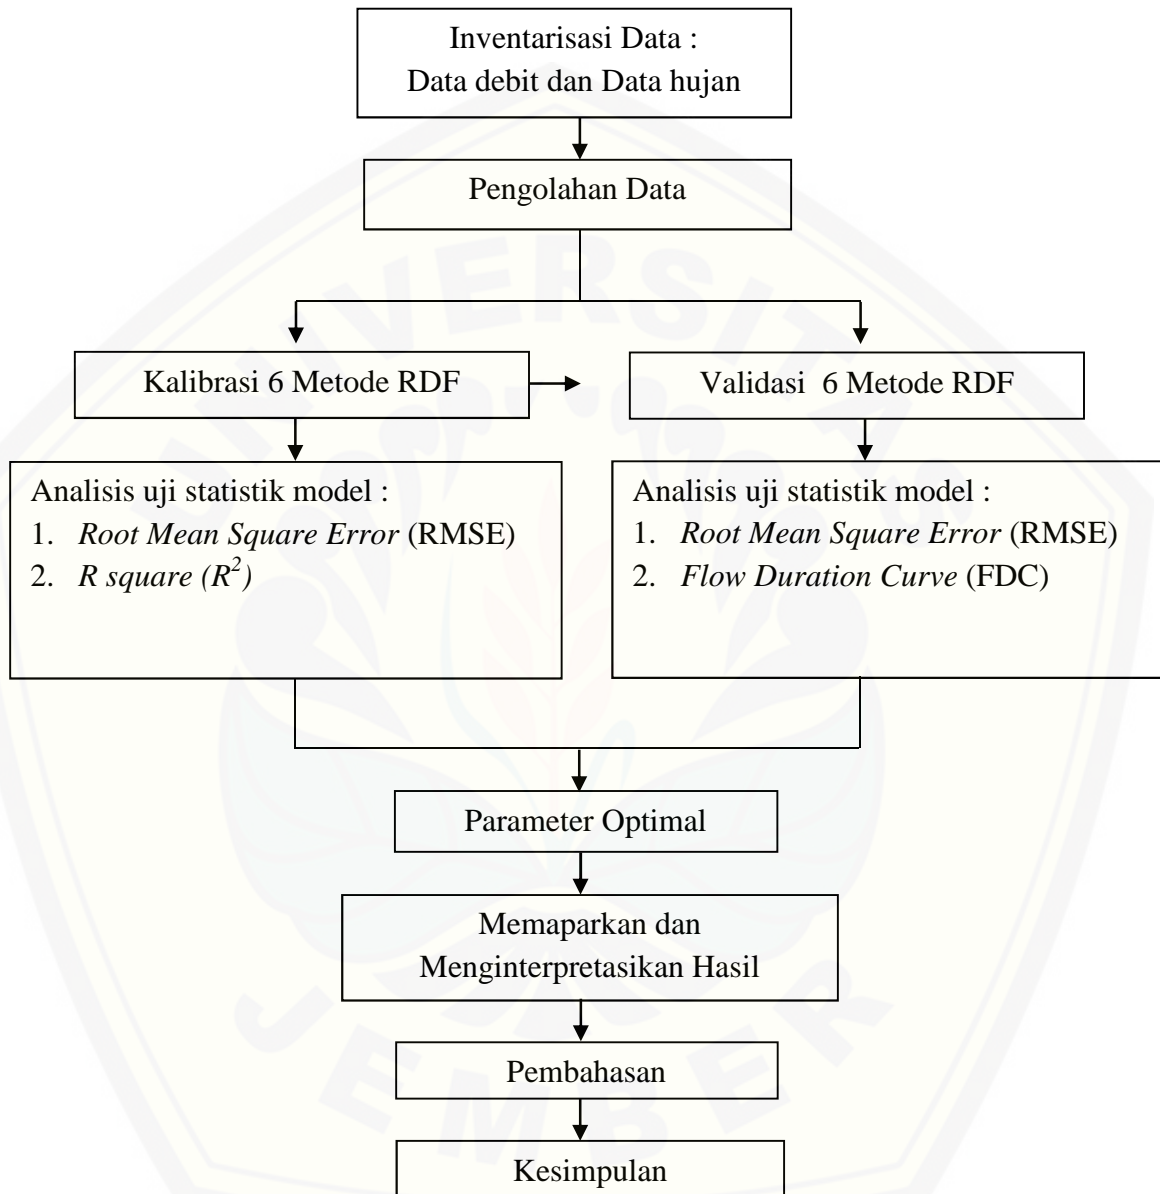 Inventarisasi Data :
Data debit dan Data hujan
Pengolahan Data
Kalibrasi 6 Metode RDF
Validasi 6 Metode RDF
Analisis uji statistik model :
1. Root Mean Square Error (RMSE)
2. R square (R²)
Analisis uji statistik model :
1. Root Mean Square Error (RMSE)
2. Flow Duration Curve (FDC)
Parameter Optimal
Memaparkan dan
Menginterpretasikan Hasil
Pembahasan
Kesimpulan
UNIVERSITAS
JEMBER